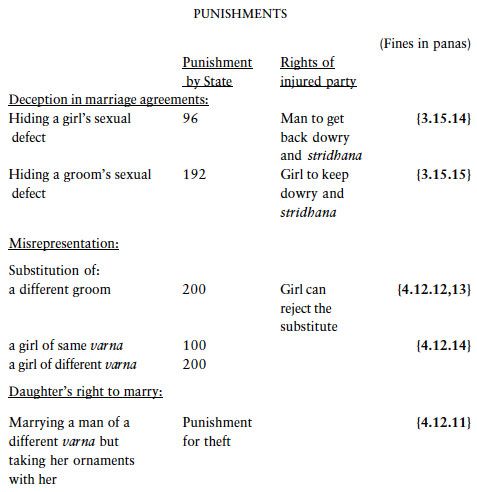 PUNISHMENTS
(Fines in panas)
Punishment Rights of
by State injured party
Deception in marriage agreements:
Hiding a girl's sexual 96 Man to get {3.15.14}
defect back dowry
and stridhana
Hiding a groom's sexual 192 Girl to keep {3.15.15}
defect dowry and
stridhana
Misrepresentation:
Substitution of:
a different groom 200 Girl can {4.12.12,13}
reject the
substitute
a girl of same varna 100 {4.12.14}
a girl of different varna 200
Daughter's right to marry:
Marrying a man of a Punishment {4.12.11}
different varna but for theft
taking her ornaments
with her